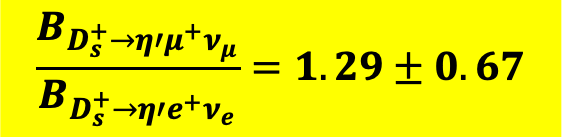 B_{D_s^+→η′μ^+ν_μ}
B_{D_s^+→η′e^+ν_e} = 1.29 ± 0.67